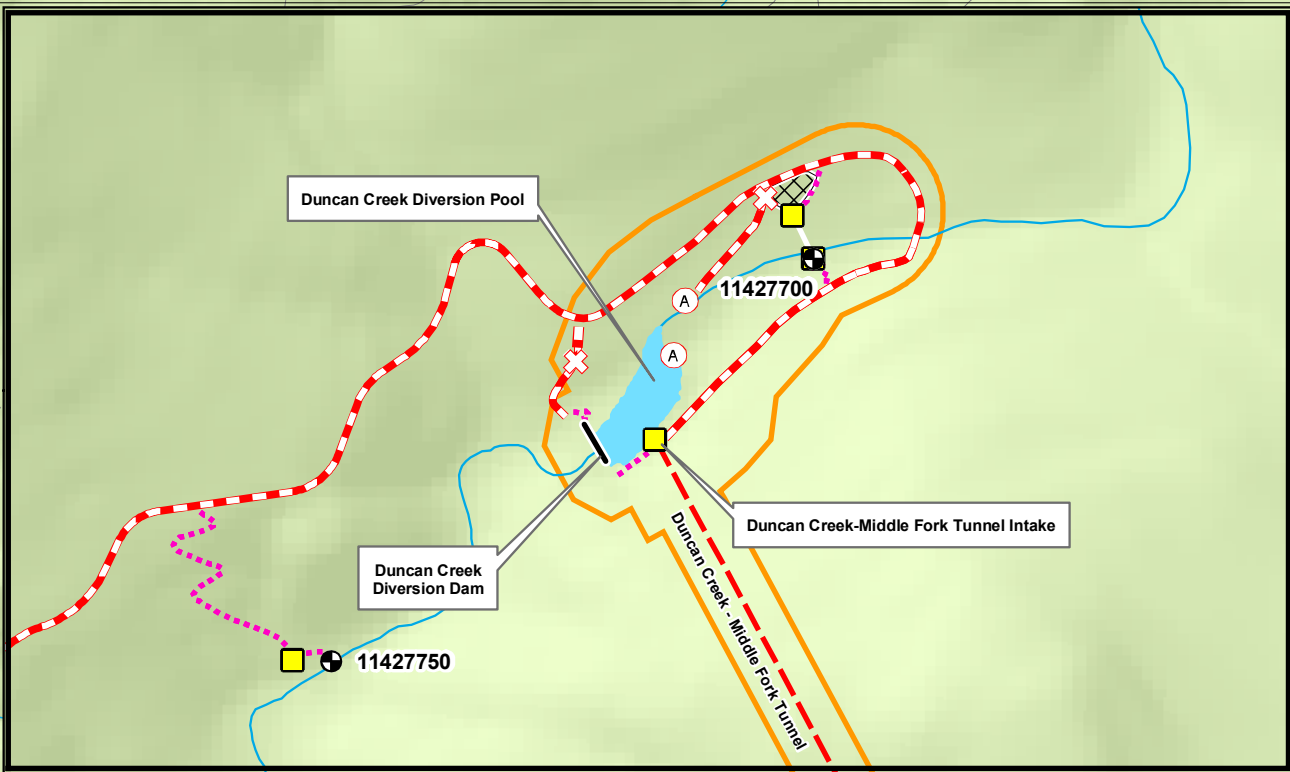 Duncan Creek Diversion Pool
11427700
A
A
Duncan Creek-Middle Fork Tunnel Intake
Duncan Creek
Diversion Dam
Duncan Creek - Middle Fork Tunnel
11427750